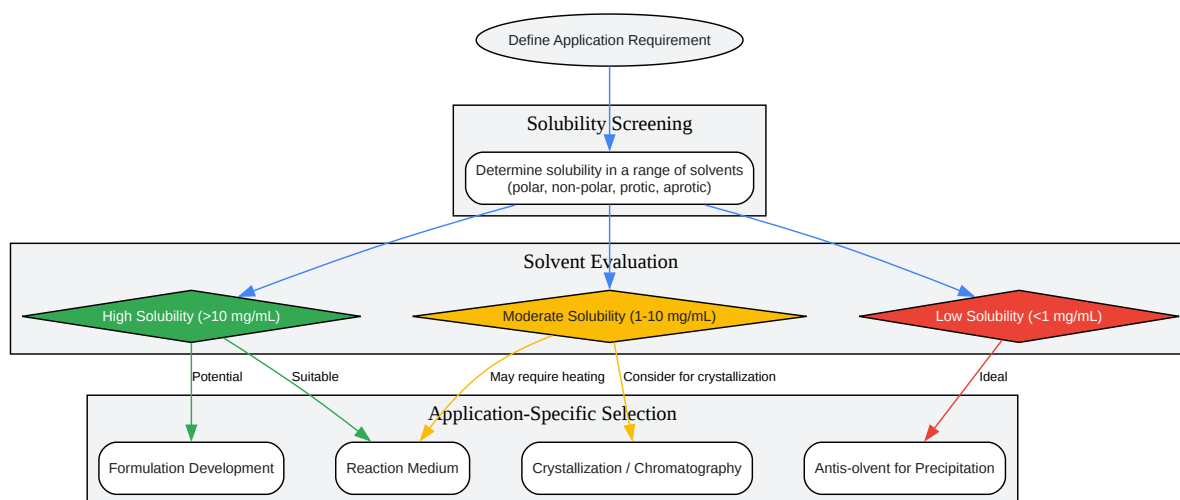 Define Application Requirement
Solubility Screening
Determine solubility in a range of solvents
(polar, non-polar, protic, aprotic)
Solvent Evaluation
High Solubility (>10 mg/mL)
Moderate Solubility (1-10 mg/mL)
Low Solubility (<1 mg/mL)
Potential
Suitable
May require heating
Consider for crystallization
Ideal
Application-Specific Selection
Formulation Development
Reaction Medium
Crystallization / Chromatography
Antis-olvent for Precipitation